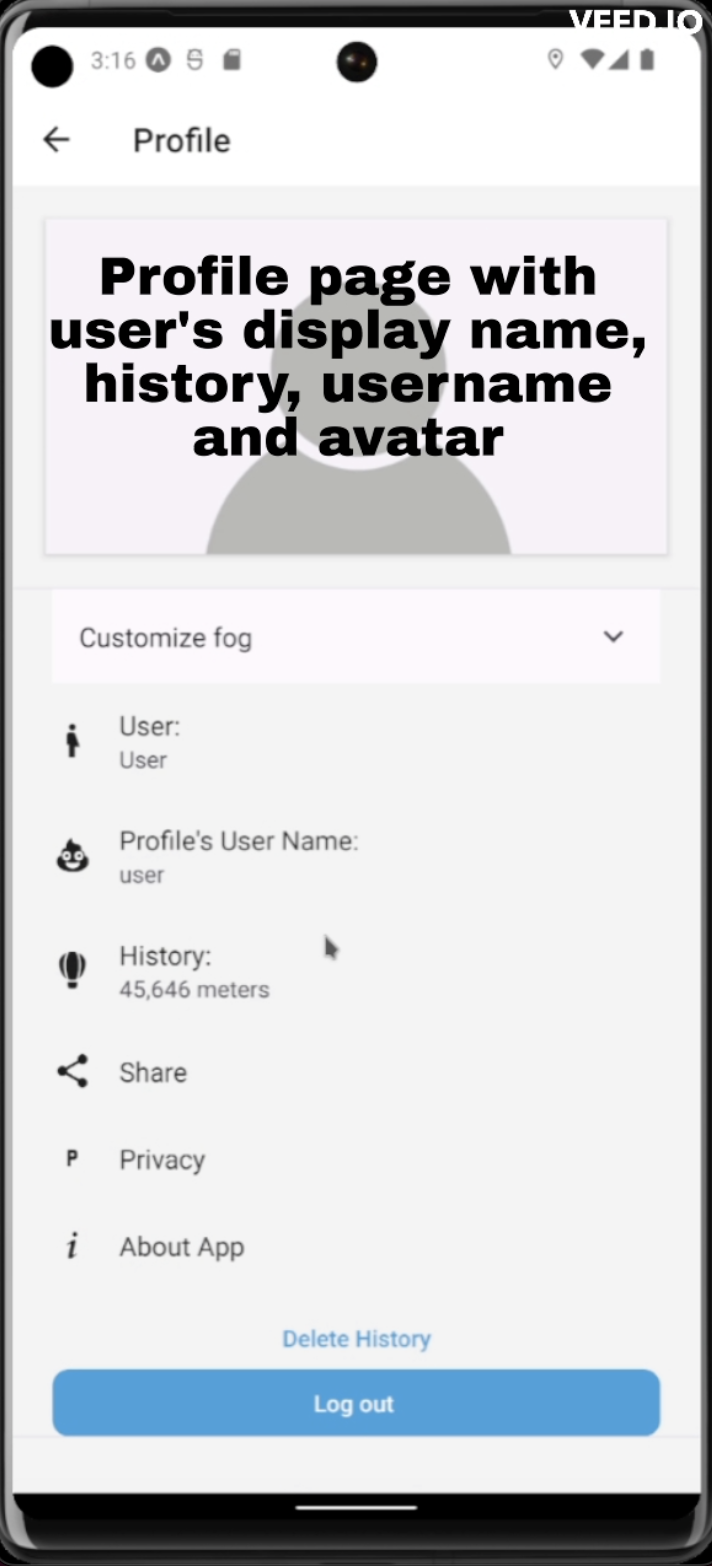 VEED.IO
3:16
Profile
Profile page with
user's display name,
history, username
and avatar
Customize fog
User:
User
Profile's User Name:
user
History:
45,646 meters
Share
P Privacy
i About App
Delete History
Log out